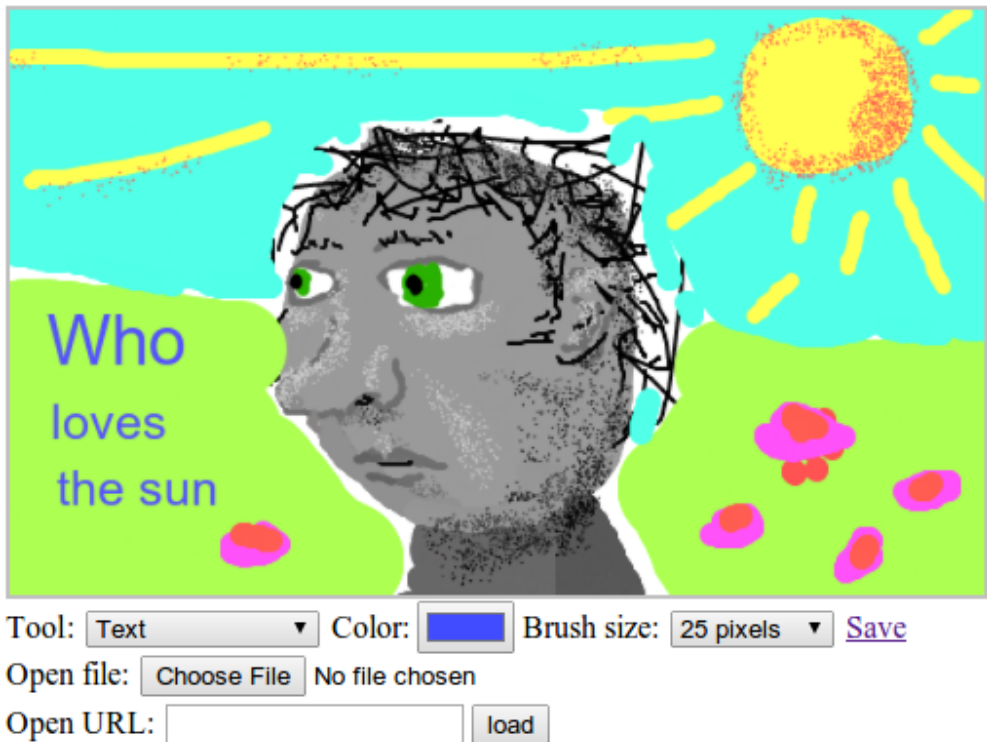 Who
loves
the sun
Tool: Text Color: Brush size: 25 pixels Save
Open file: Choose File No file chosen
Open URL: load